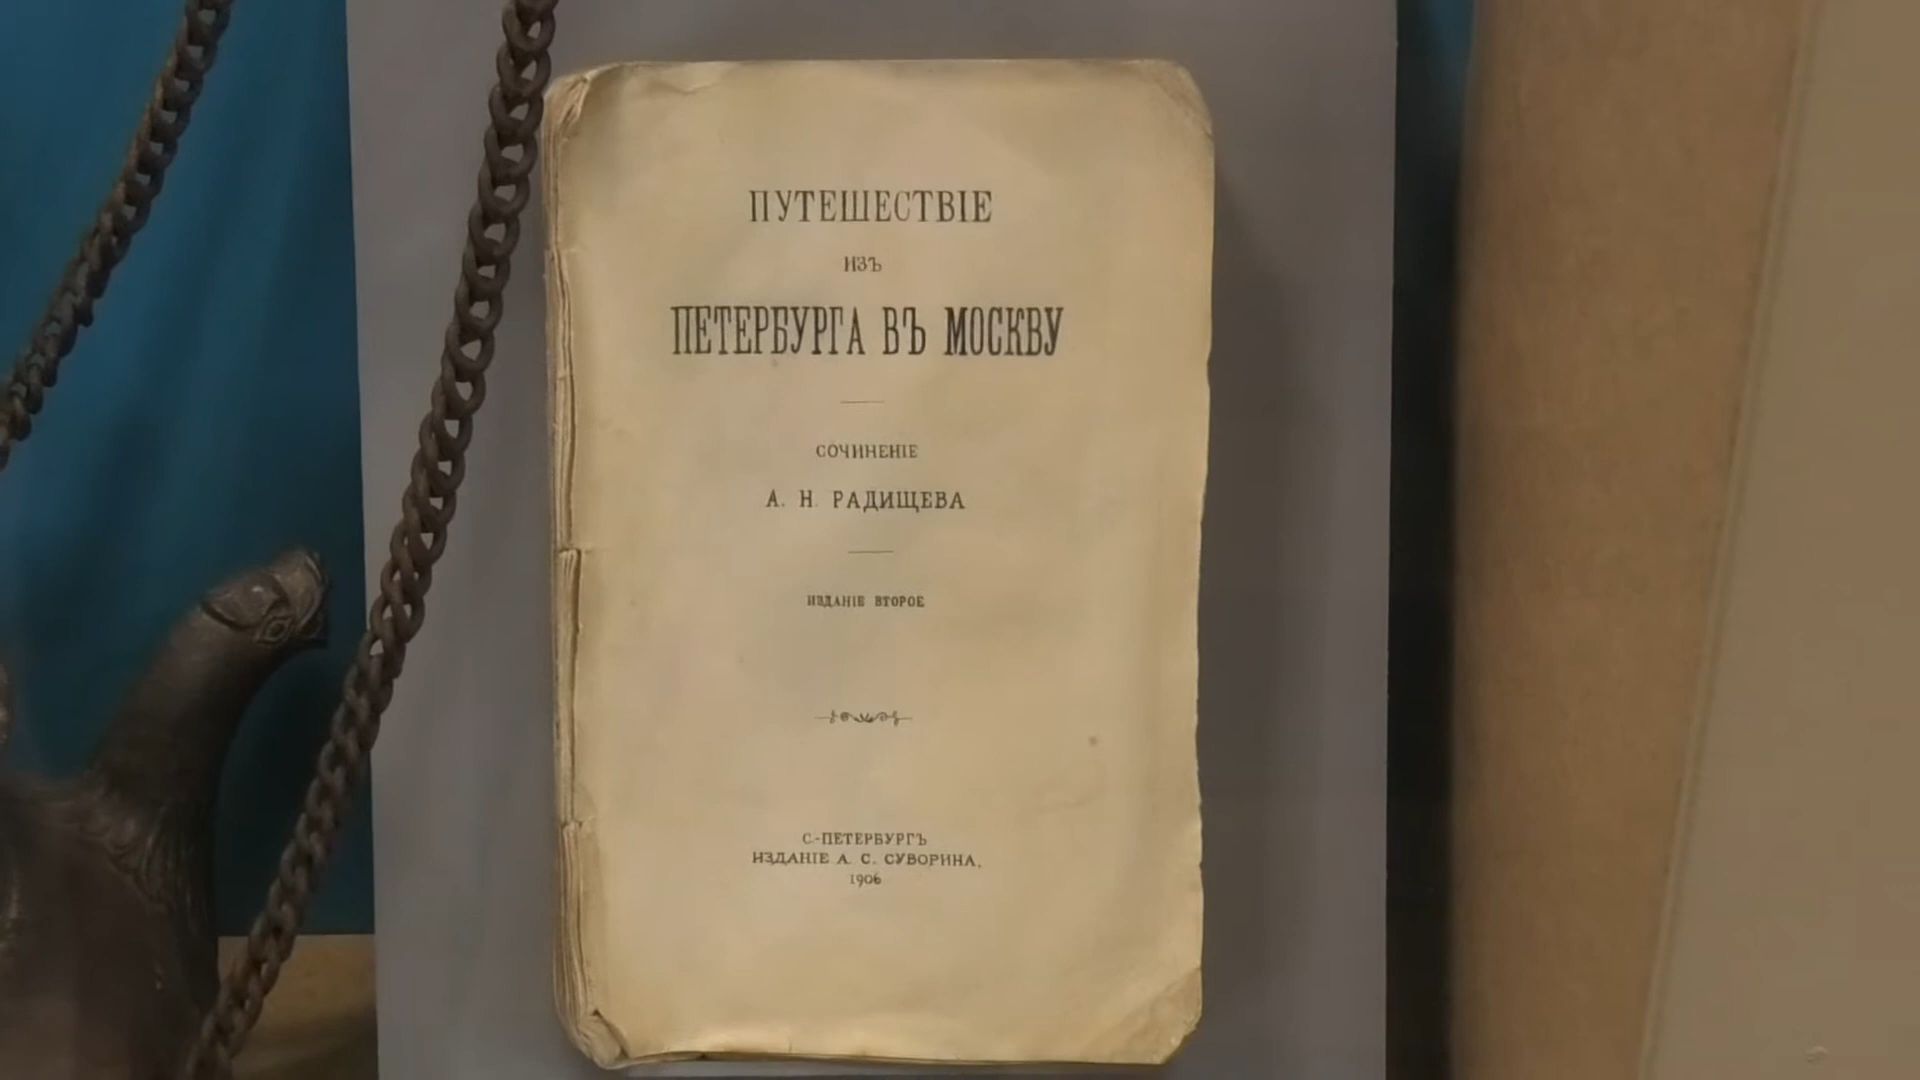 ПУТЕШЕСТВІЕ
ИЗЪ
ПЕТЕРБУРГА ВЪ МОСКВУ
СОЧИНЕНІЕ
А. Н. РАДИЩЕВА
ИЗДАНІЕ ВТОРОЕ
С.-ПЕТЕРБУРГЪ
ИЗДАНІЕ А. С. СУВОРИНА.
1906